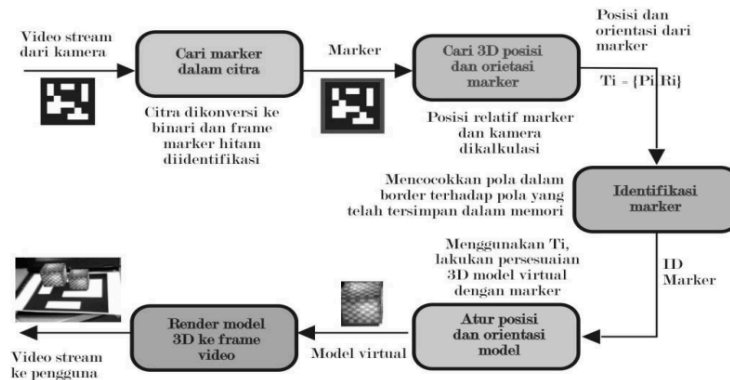 Video stream
dari kamera
Cari marker
dalam citra
Citra dikonversi ke
binari dan frame
marker hitam
diidentifikasi
Marker
Cari 3D posisi
dan orietasi
marker
Posisi relatif marker
dan kamera
dikalkulasi
Posisi dan
orientasi dari
marker
Ti = {Pi,Ri}
Identifikasi
marker
Mencocokkan pola dalam
border terhadap pola yang
telah tersimpan dalam memori
ID
Marker
Menggunakan Ti,
lakukan persesuaian
3D model virtual
dengan marker
Atur posisi
dan orientasi
model
Model virtual
Render model
3D ke frame
video
Video stream
ke pengguna